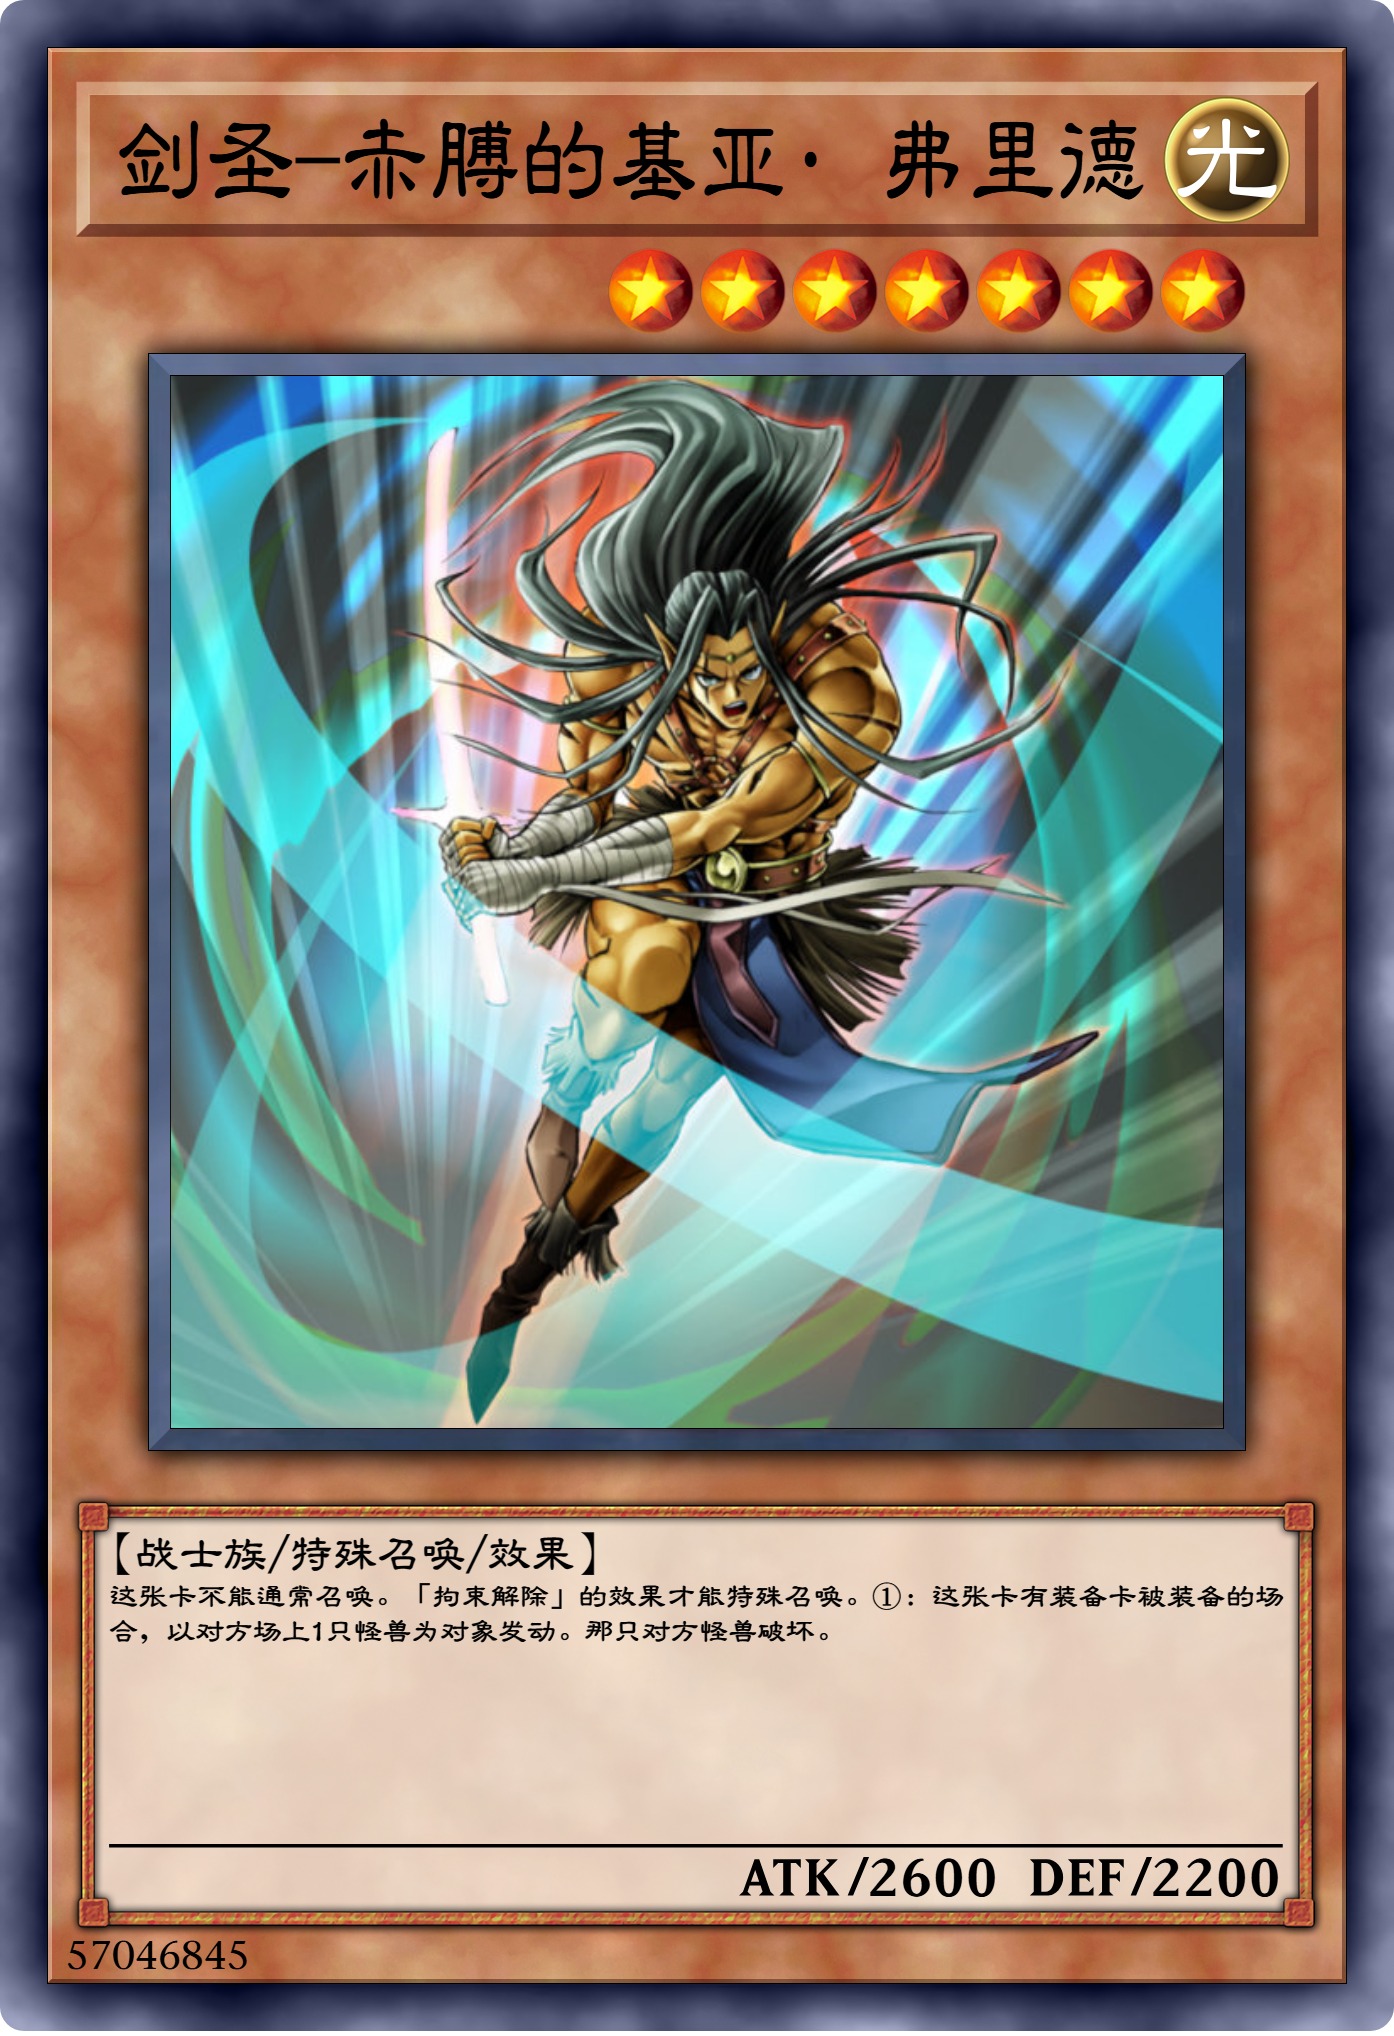 剑圣-赤膊的基亚·弗里德
光
【战士族/特殊召唤/效果】
这张卡不能通常召唤。「拘束解除」的效果才能特殊召唤。①：这张卡有装备卡被装备的场
合，以对方场上1只怪兽为对象发动。那只对方怪兽破坏。
ATK/2600 DEF/2200
57046845